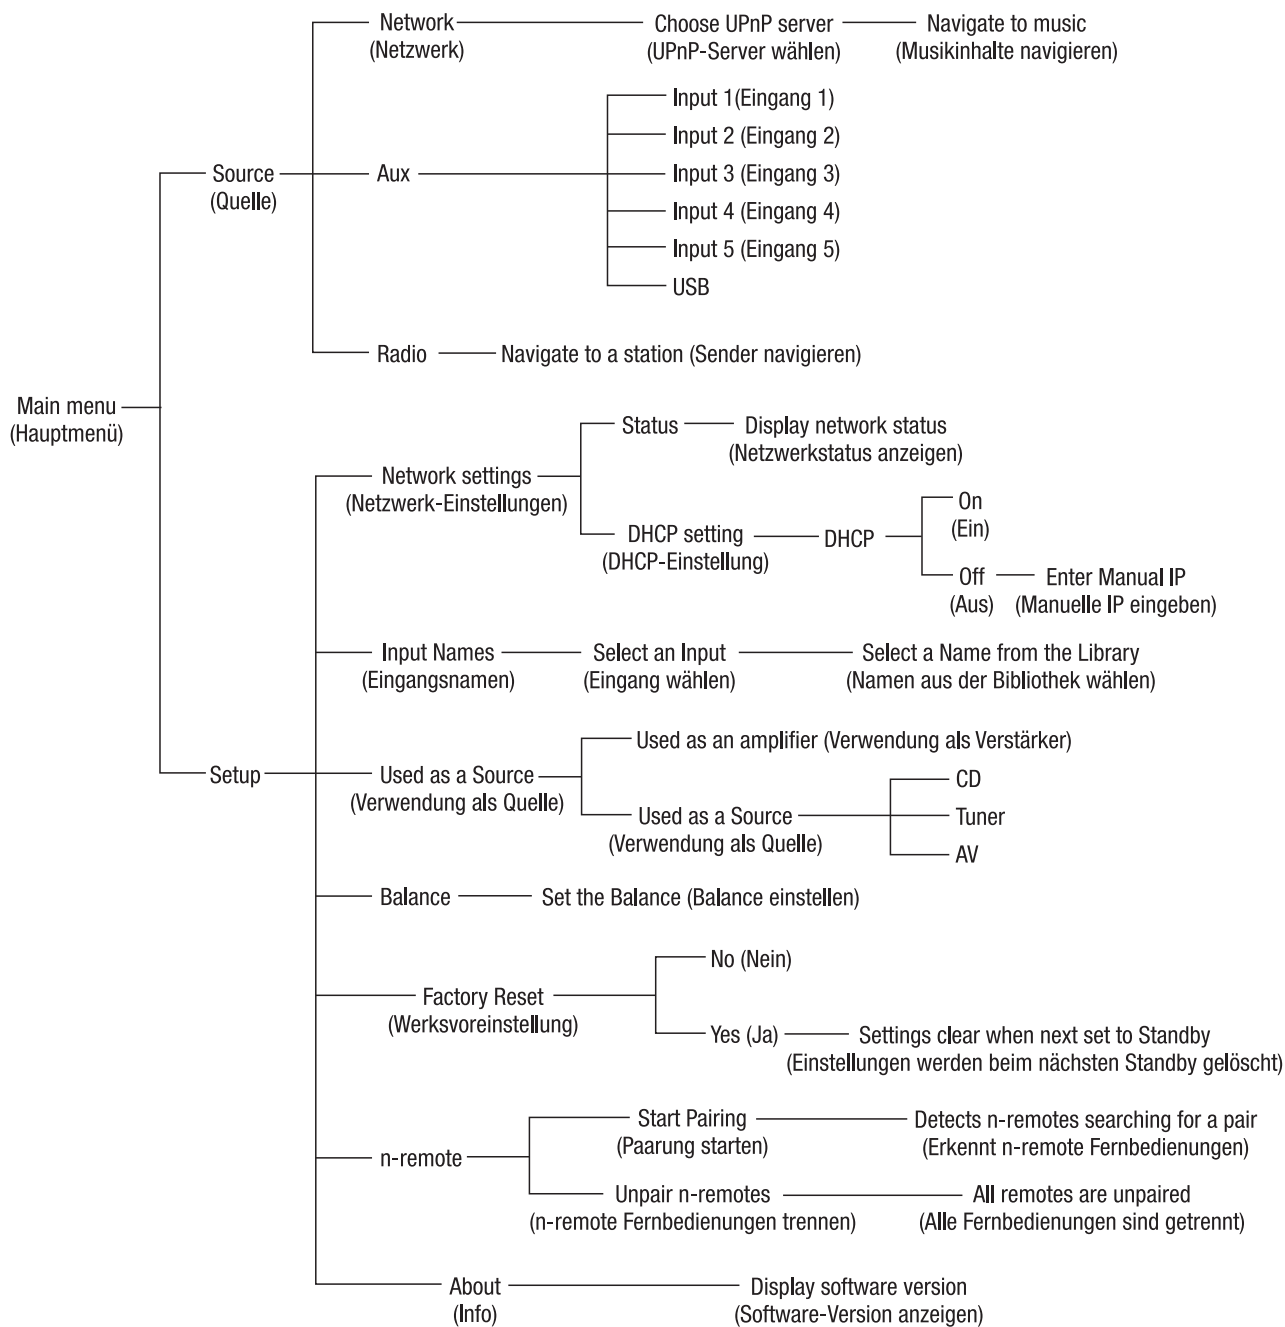 Network
(Netzwerk)
Choose UPnP server
(UPnP-Server wählen)
Navigate to music
(Musikinhalte navigieren)
Input 1(Eingang 1)
Input 2 (Eingang 2)
Source
(Quelle)
Aux
Input 3 (Eingang 3)
Input 4 (Eingang 4)
Input 5 (Eingang 5)
USB
Radio
Navigate to a station (Sender navigieren)
Main menu
(Hauptmenü)
Status
Display network status
(Netzwerkstatus anzeigen)
Network settings
(Netzwerk-Einstellungen)
On
(Ein)
DHCP setting
(DHCP-Einstellung)
DHCP
Off
(Aus)
Enter Manual IP
(Manuelle IP eingeben)
Input Names
(Eingangsnamen)
Select an Input
(Eingang wählen)
Select a Name from the Library
(Namen aus der Bibliothek wählen)
Used as an amplifier (Verwendung als Verstärker)
Setup
Used as a Source
(Verwendung als Quelle)
CD
Used as a Source
(Verwendung als Quelle)
Tuner
AV
Balance
Set the Balance (Balance einstellen)
No (Nein)
Factory Reset
(Werksvoreinstellung)
Yes (Ja)
Settings clear when next set to Standby
(Einstellungen werden beim nächsten Standby gelöscht)
Start Pairing
(Paarung starten)
Detects n-remotes searching for a pair
(Erkennt n-remote Fernbedienungen)
n-remote
Unpair n-remotes
(n-remote Fernbedienungen trennen)
All remotes are unpaired
(Alle Fernbedienungen sind getrennt)
About
(Info)
Display software version
(Software-Version anzeigen)